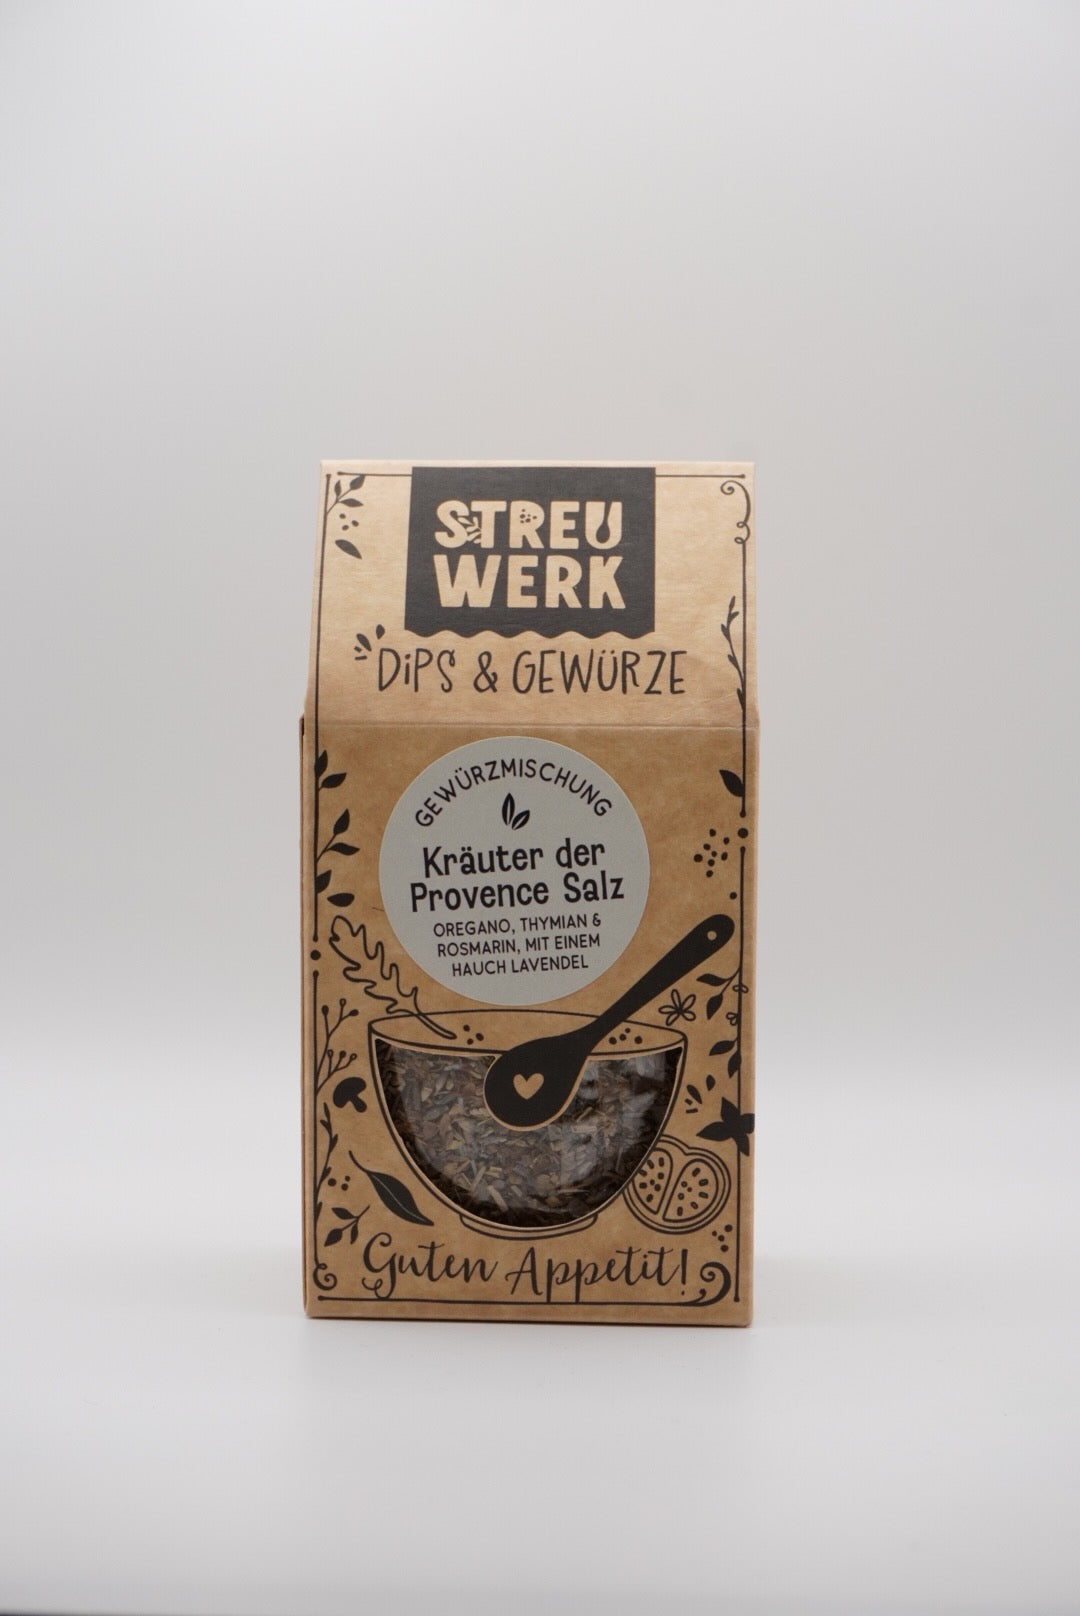 STREU
WERK
DiPS & GEWÜRZE
GEWÜRZMISCHUNG
Kräuter der
Provence Salz
OREGANO, THYMIAN &
ROSMARIN, MIT EINEM
HAUCH LAVENDEL
Guten Appetit!